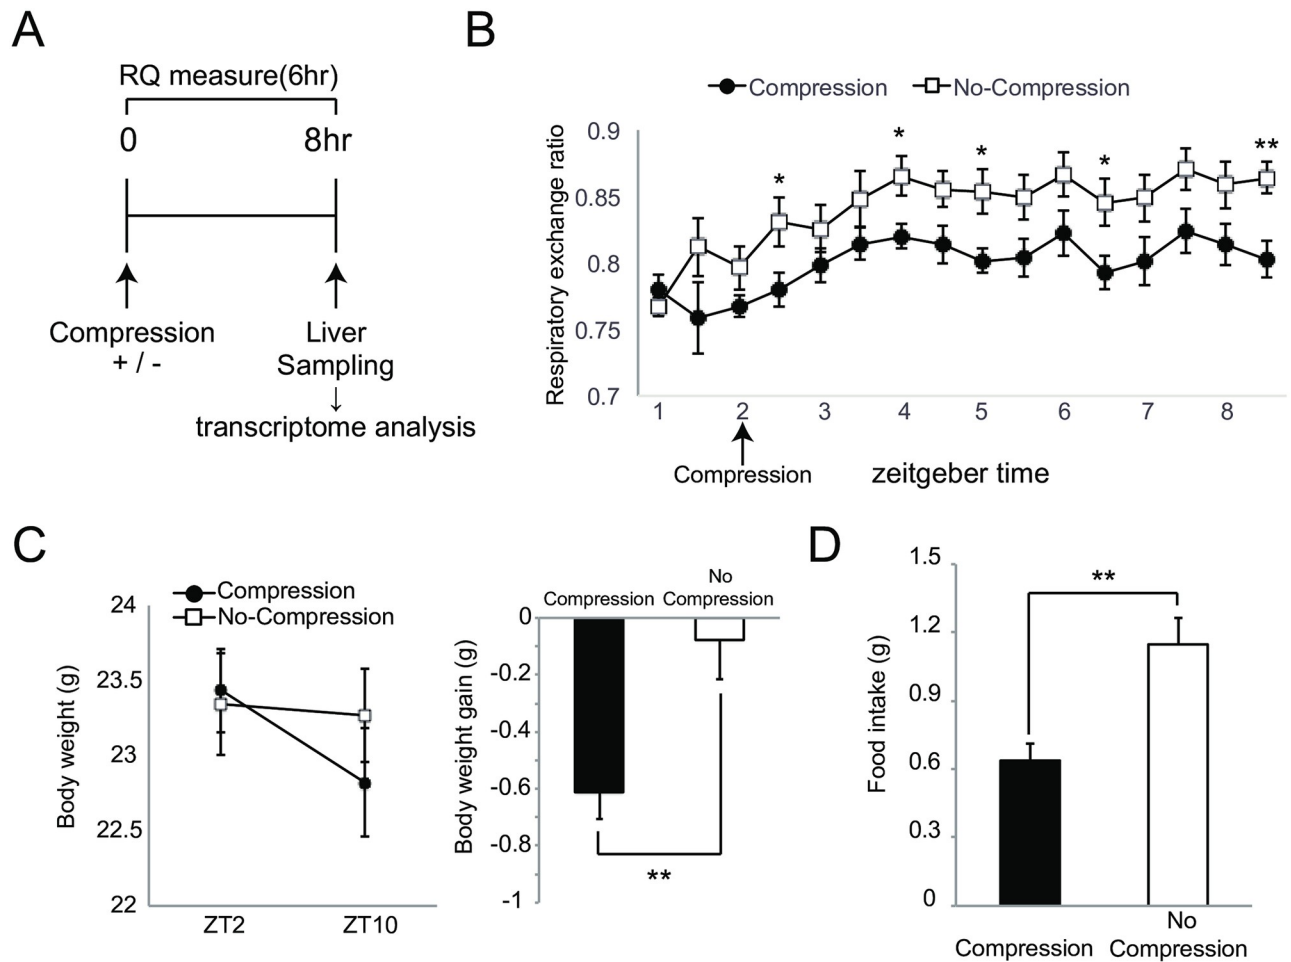 A
RQ measure(6hr)
0
8hr
Compression
+ / -
Liver
Sampling
↓
transcriptome analysis
B
Compression
No-Compression
Respiratory exchange ratio
0.9
0.85
0.8
0.75
0.7
*
*
*
*
**
1 2 3 4 5 6 7 8
Compression
zeitgeber time
C
Compression
No-Compression
Body weight (g)
24
23.5
23
22.5
22
ZT2 ZT10
No
Compression Compression
Body weight gain (g)
0
-0.2
-0.4
-0.6
-0.8
-1
**
D
Food intake (g)
1.5
1.2
0.9
0.6
0.3
0
**
No
Compression Compression